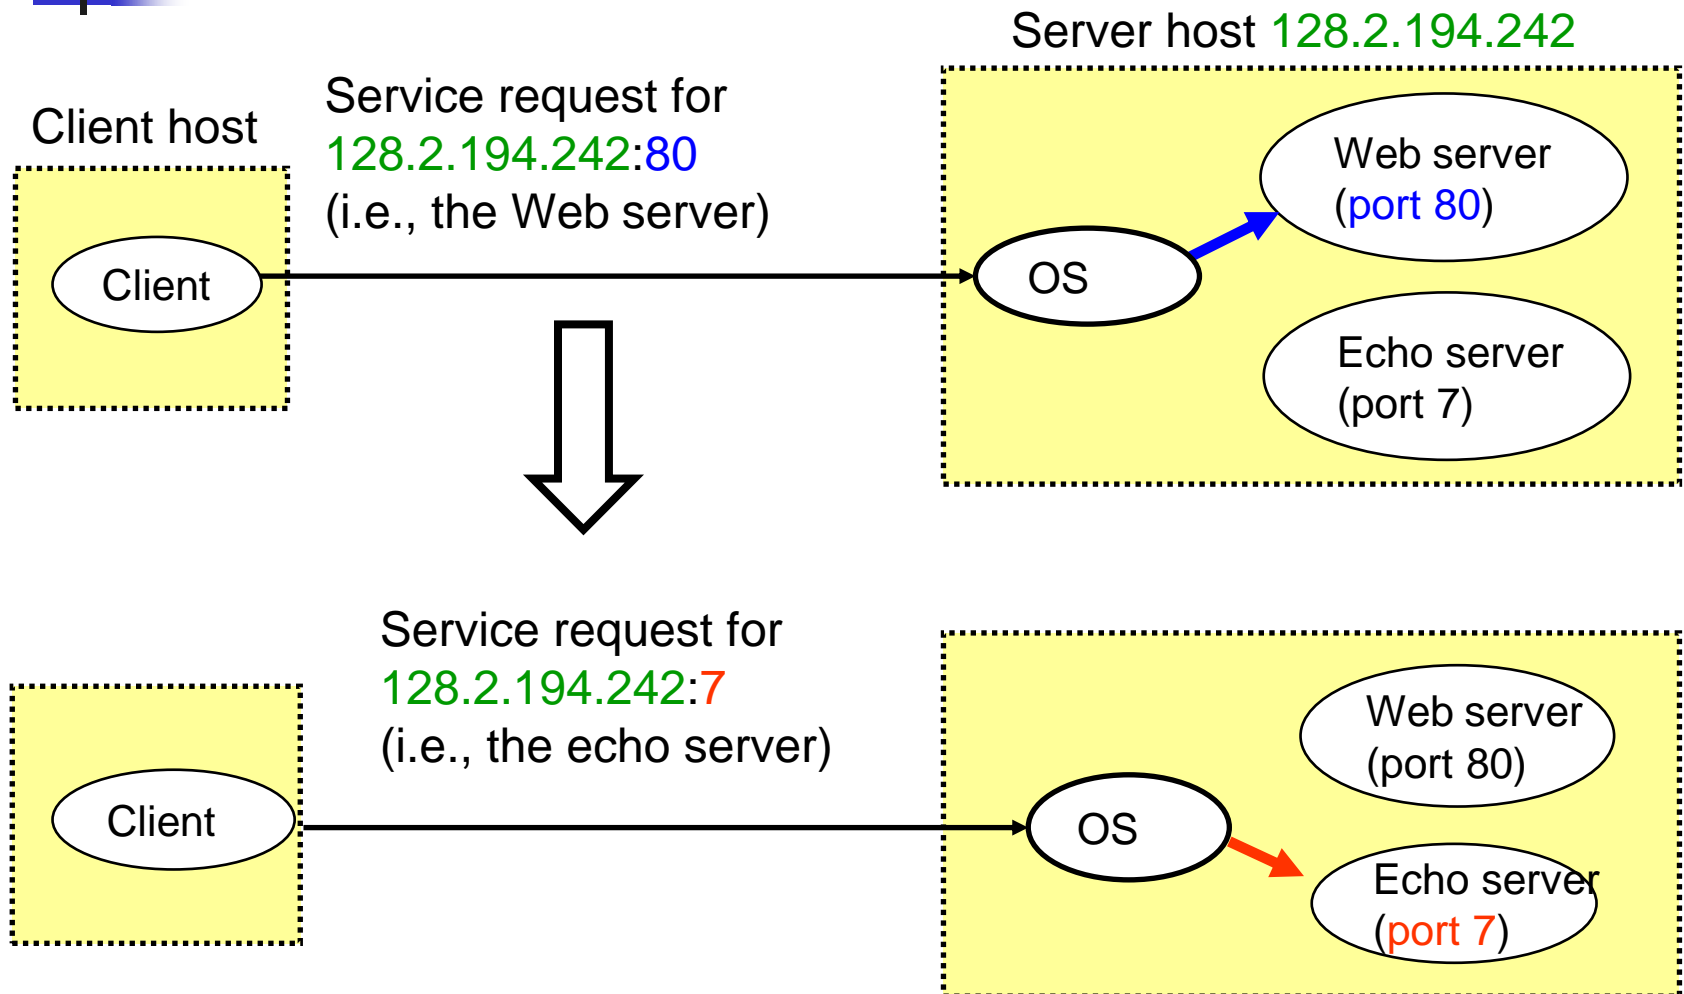 Server host 128.2.194.242
Client host
Service request for
128.2.194.242:80
(i.e., the Web server)
Client
OS
Web server
(port 80)
Echo server
(port 7)
Service request for
128.2.194.242:7
(i.e., the echo server)
Client
OS
Web server
(port 80)
Echo server
(port 7)